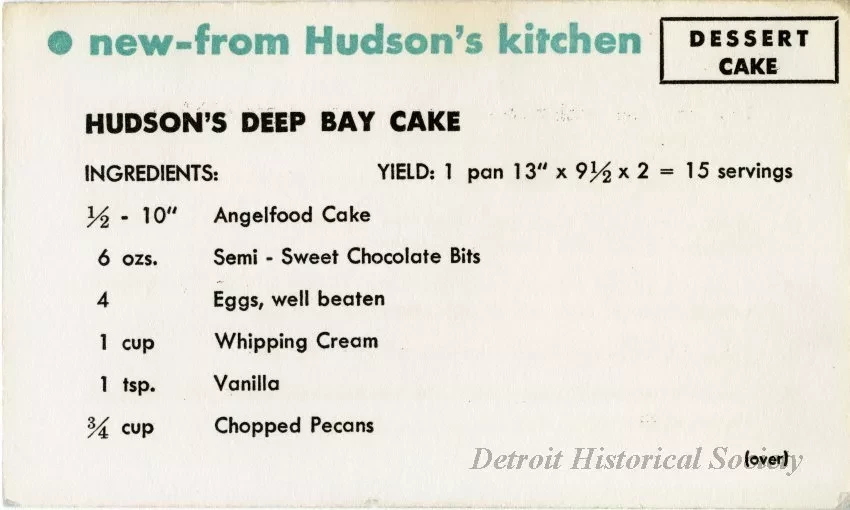 • new-from Hudson's kitchen
DESSERT
CAKE
HUDSON'S DEEP BAY CAKE
INGREDIENTS: YIELD: 1 pan 13" x 9½ x 2 = 15 servings
½ - 10" Angelfood Cake
6 ozs. Semi - Sweet Chocolate Bits
4 Eggs, well beaten
1 cup Whipping Cream
1 tsp. Vanilla
¾ cup Chopped Pecans
(over)
Detroit Historical Society